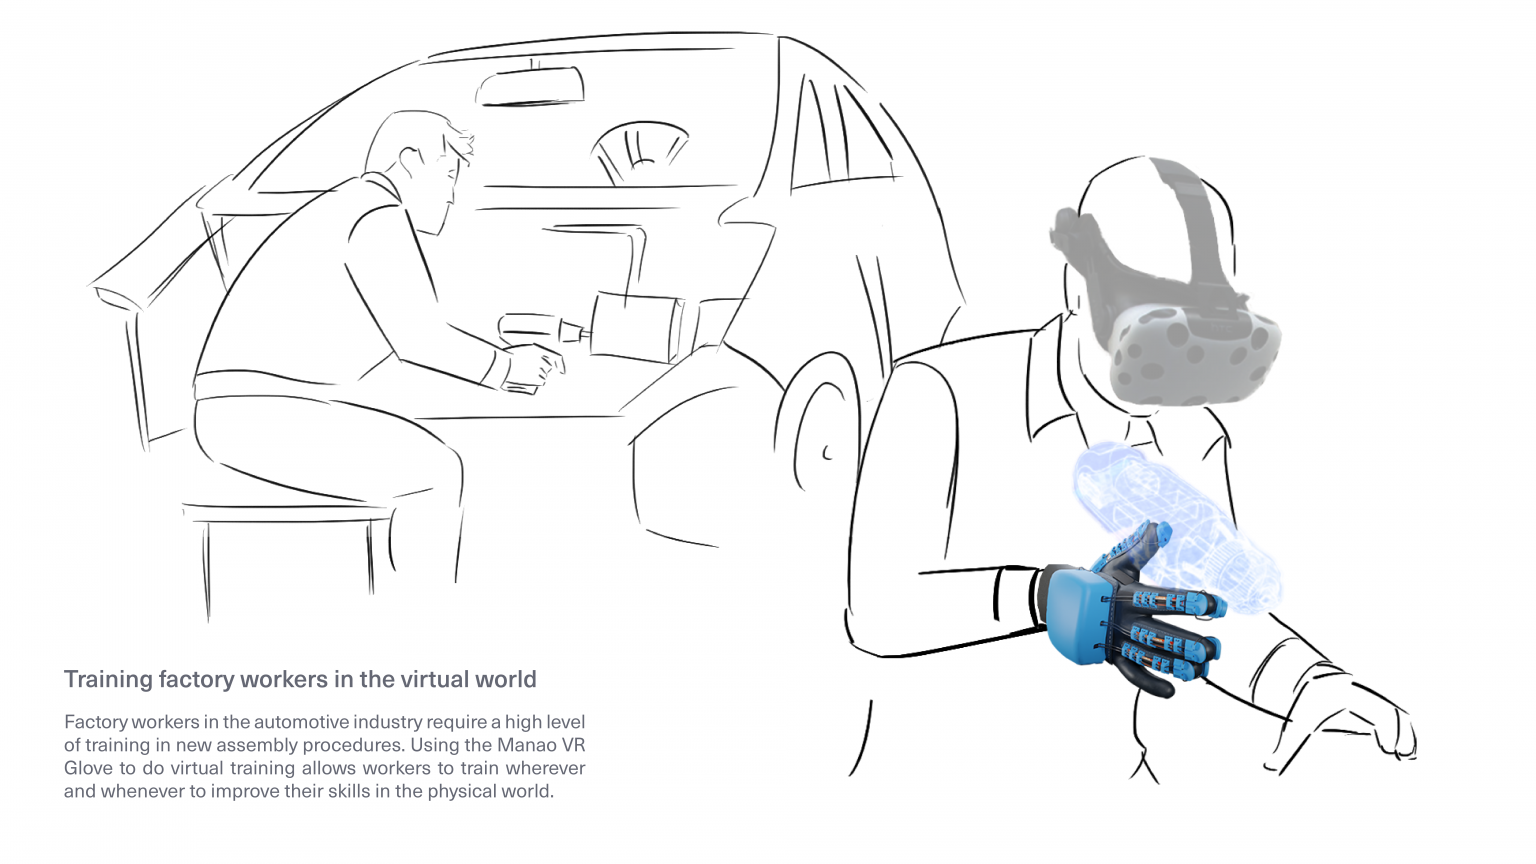 Training factory workers in the virtual world
Factory workers in the automotive industry require a high level
of training in new assembly procedures. Using the Manao VR
Glove to do virtual training allows workers to train wherever
and whenever to improve their skills in the physical world.